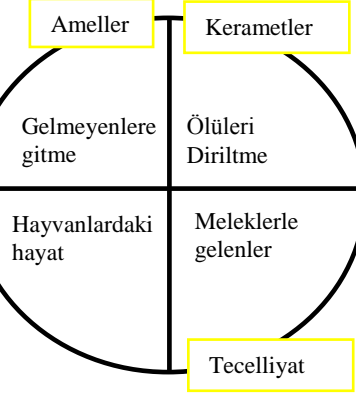 Ameller
Kerametler
Gelmeyenlere
gitme
Ölüleri
Diriltme
Hayvanlardaki
hayat
Meleklerle
gelenler
Tecelliyat